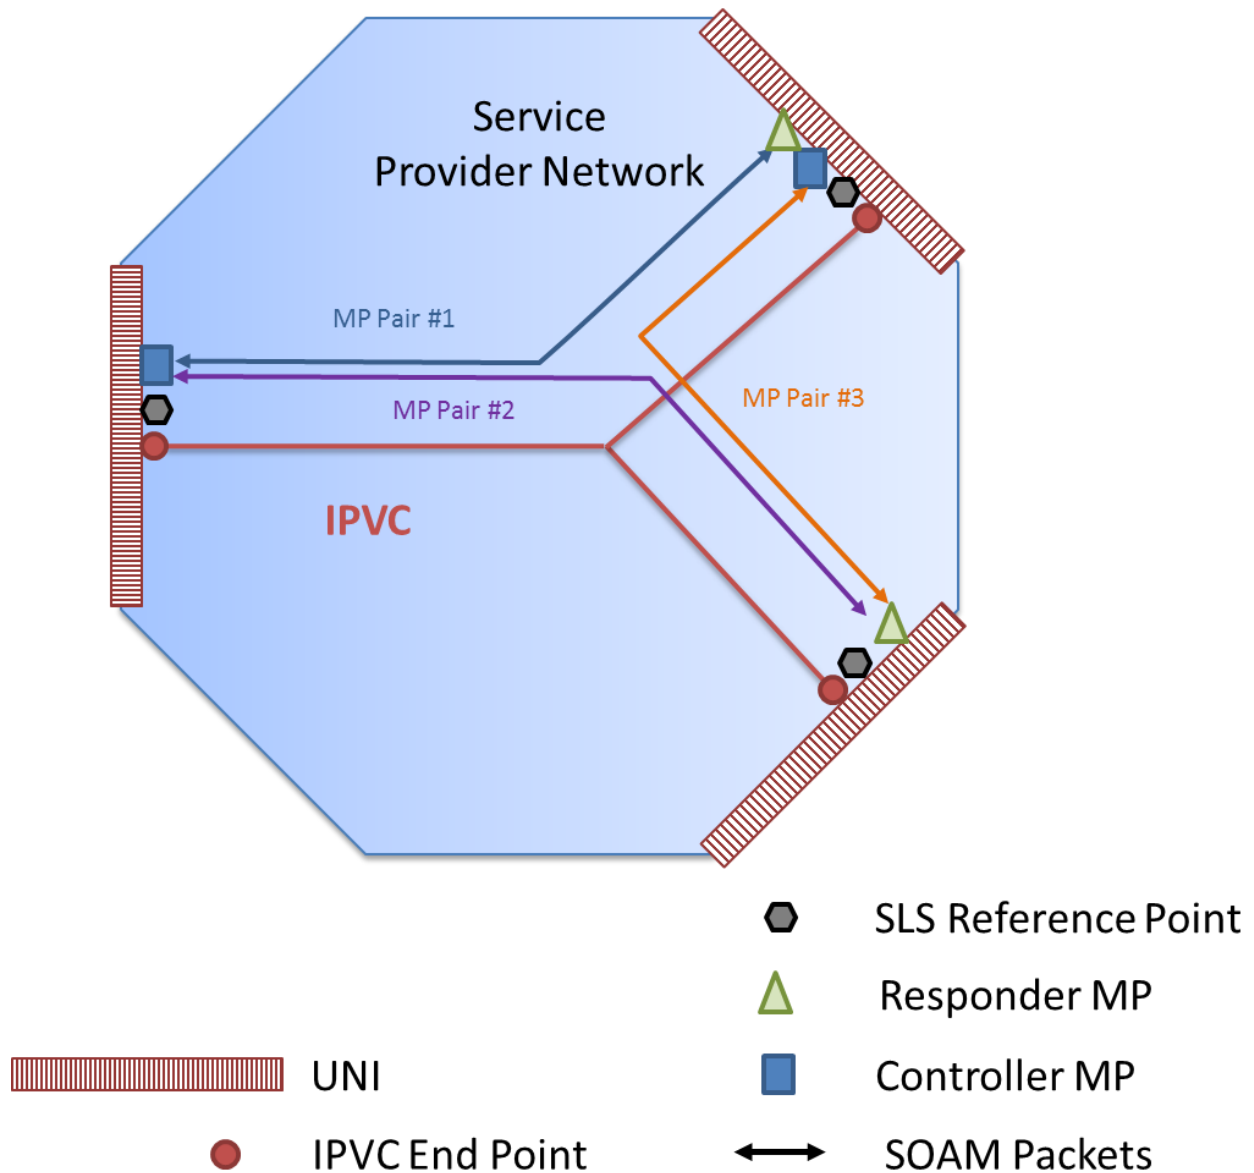 Service
Provider Network
MP Pair #1
MP Pair #2
MP Pair #3
IPVC
SLS Reference Point
Responder MP
UNI
Controller MP
IPVC End Point
SOAM Packets